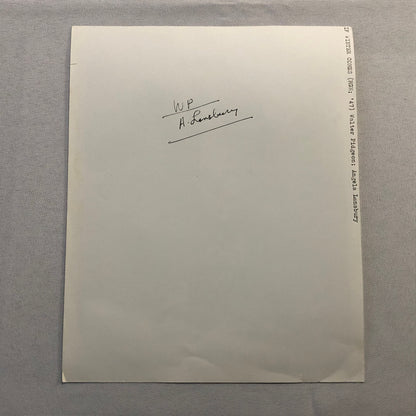 WP
A. Lansbury
IF WINTER COMES (MGM; '47) Walter Pidgeon; Angela Lansbury